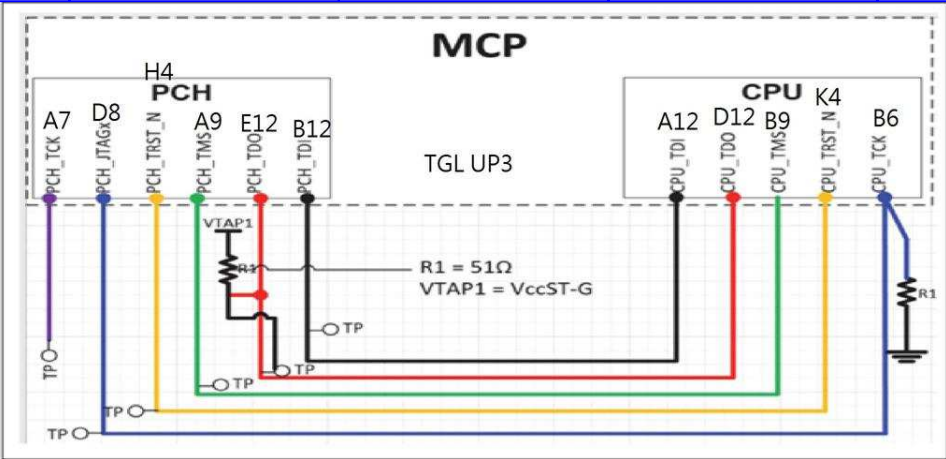 MCP
H4
PCH
CPU
A7
D8
A9
E12
B12
A12
D12
B9
K4
B6
PCH_TCK
PCH_JTAGx
PCH_TRST_N
PCH_TMS
PCH_TDO
PCH_TDI
TGL UP3
CPU_TDI
CPU_TDO
CPU_TMS
CPU_TRST_N
CPU_TCK
VTAP1
R1
R1 = 51Ω
VTAP1 = VccST-G
R1
TP
TP
TP
TP
TP
TP